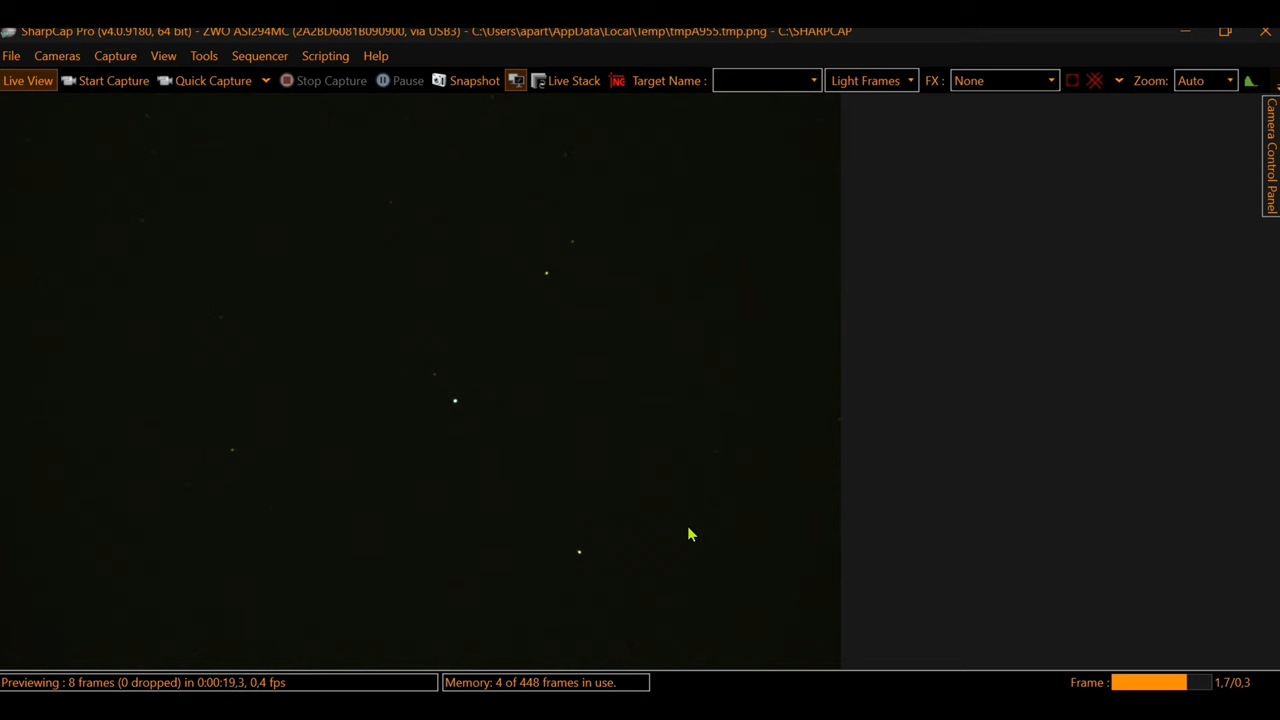 SharpCap Pro (v4.0.9180, 64 bit) - ZWO ASI294MC (2A2BD6081B090900, via USB3) - C:\Users\apart\AppData\Local\Temp\tmpA955.tmp.png - C:\SHARPCAP
File Cameras Capture View Tools Sequencer Scripting Help
Live View Start Capture Quick Capture Stop Capture Pause Snapshot Live Stack Target Name : Light Frames FX : None Zoom: Auto
Camera Control Panel
Previewing : 8 frames (0 dropped) in 0:00:19,3, 0,4 fps Memory: 4 of 448 frames in use. Frame : 1,7/0,3